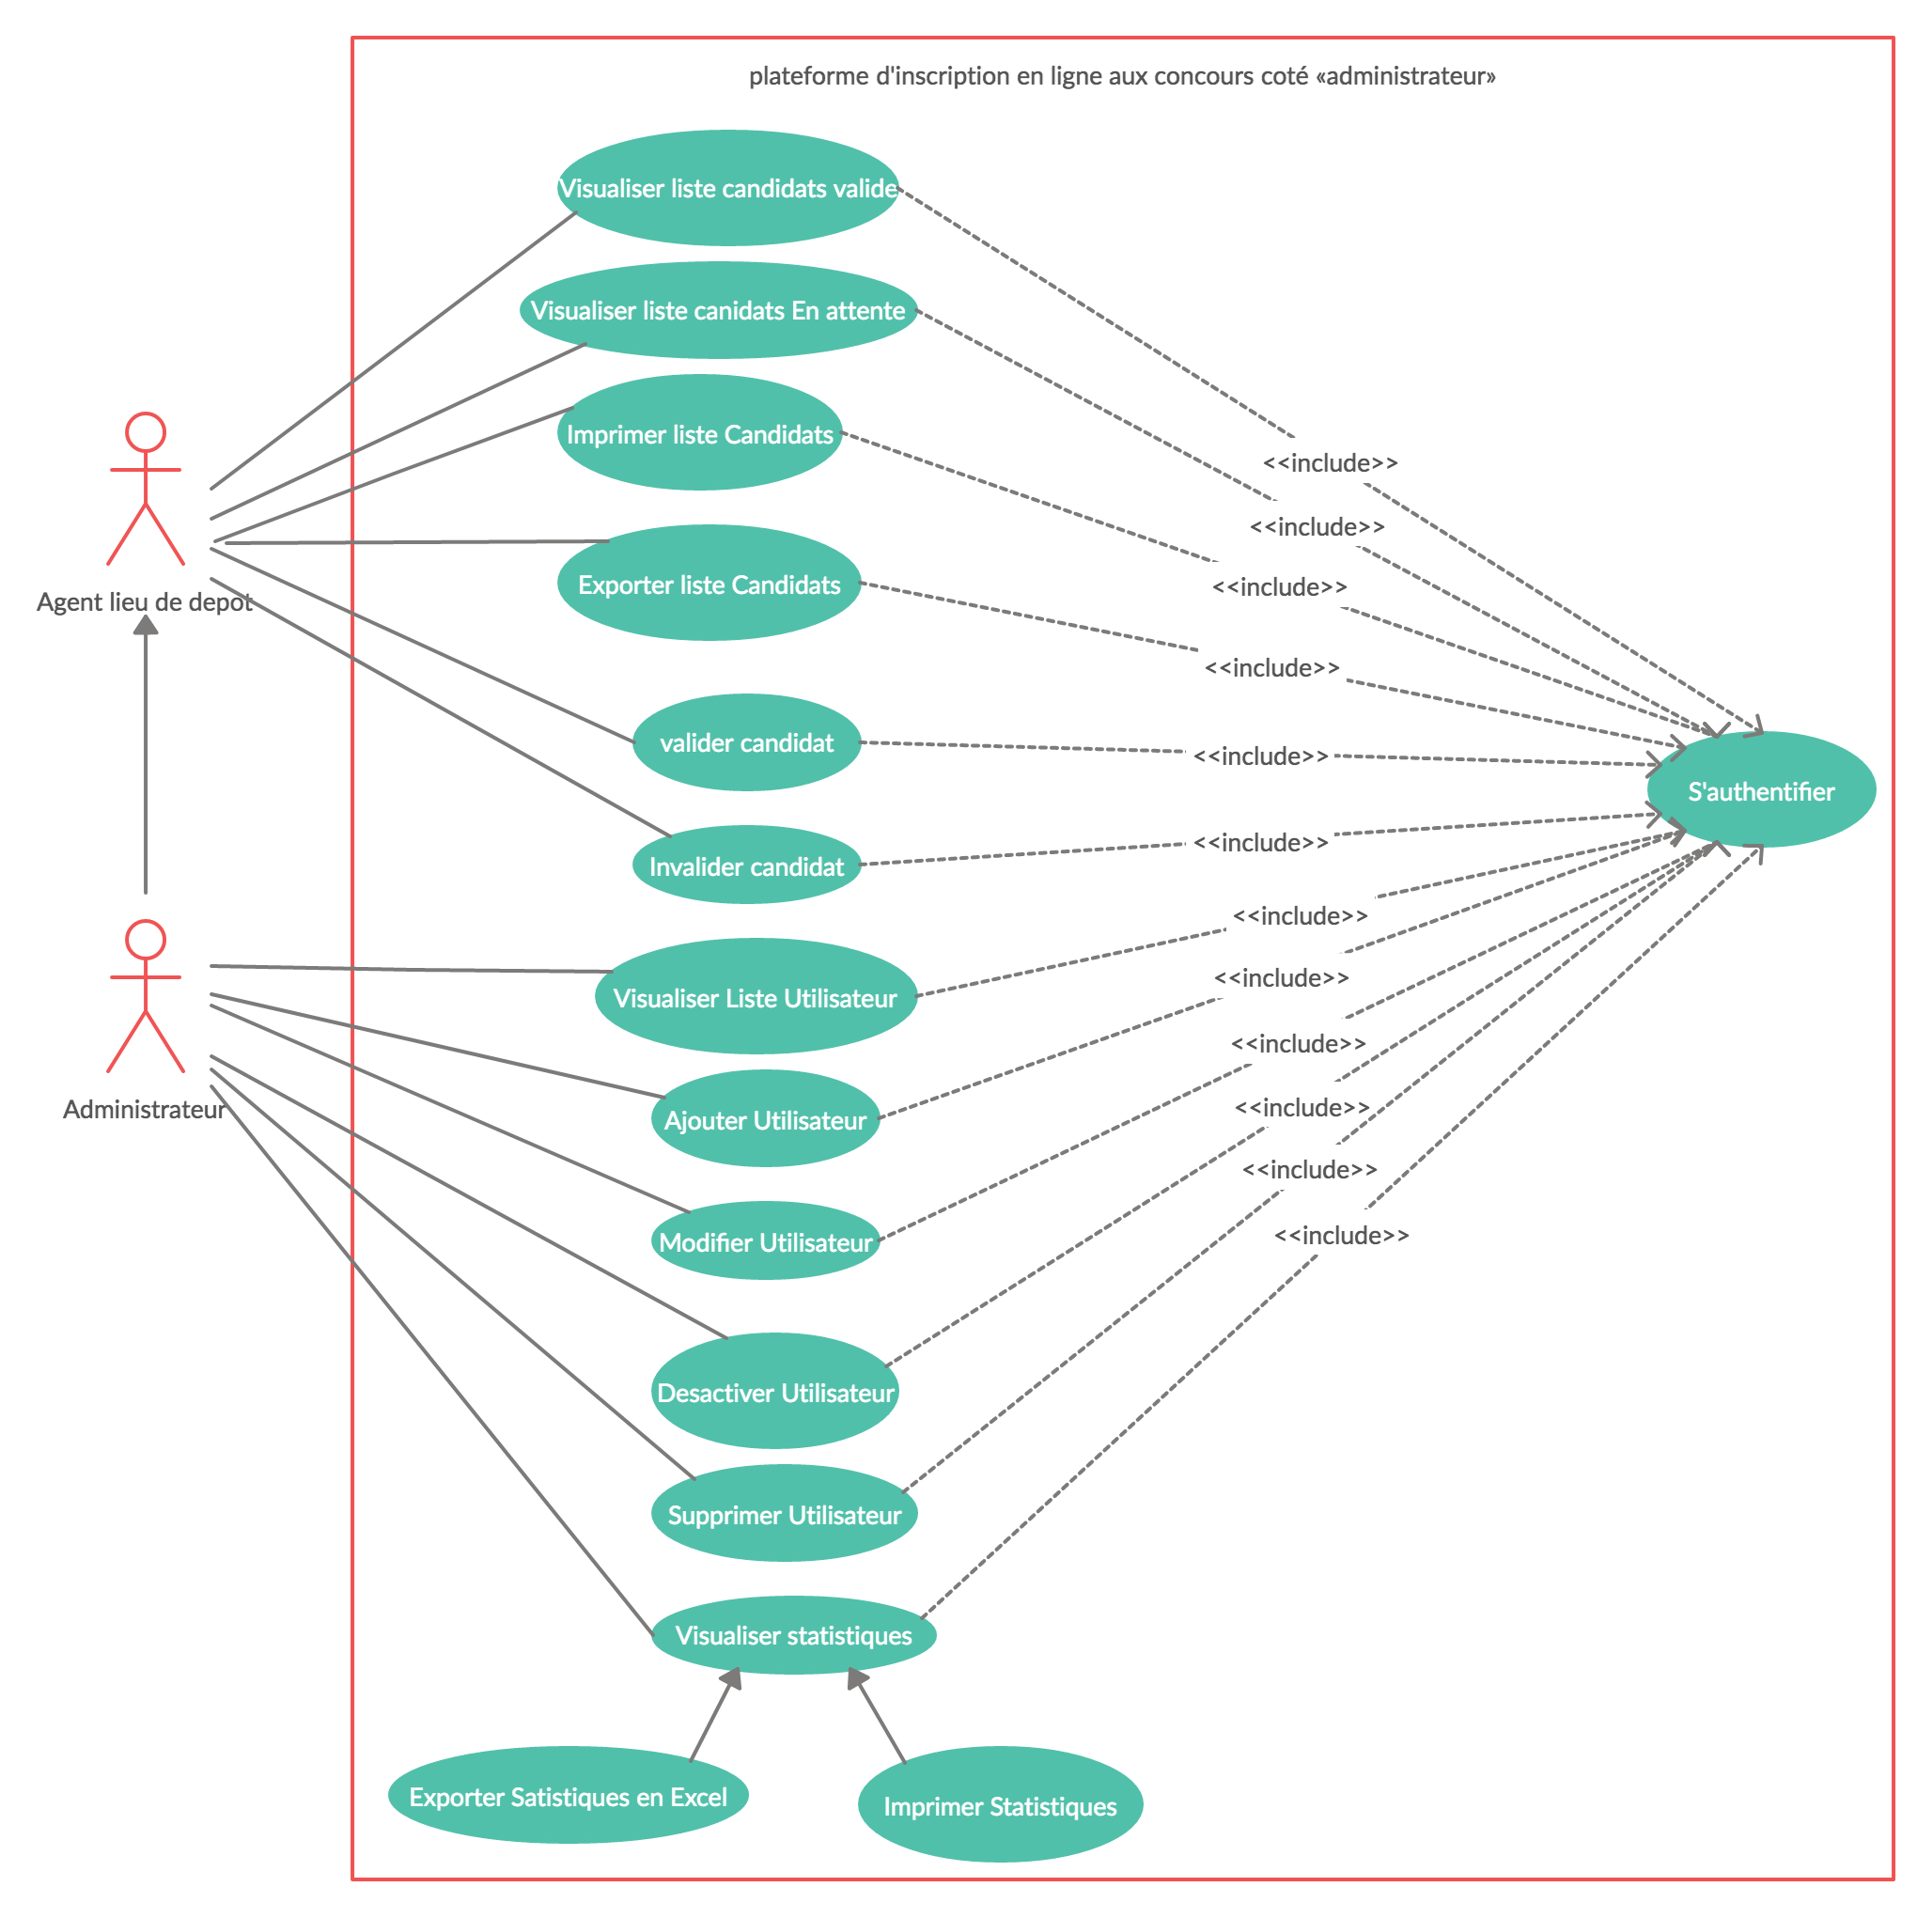 plateforme d'inscription en ligne aux concours coté «administrateur»
Visualiser liste candidats valide
Visualiser liste canidats En attente
Imprimer liste Candidats
<<include>>
<<include>>
Exporter liste Candidats
<<include>>
Agent lieu de depot
<<include>>
valider candidat
<<include>>
S'authentifier
Invalider candidat
<<include>>
<<include>>
Visualiser Liste Utilisateur
<<include>>
<<include>>
Administrateur
Ajouter Utilisateur
<<include>>
<<include>>
Modifier Utilisateur
<<include>>
Desactiver Utilisateur
Supprimer Utilisateur
Visualiser statistiques
Exporter Satistiques en Excel
Imprimer Statistiques